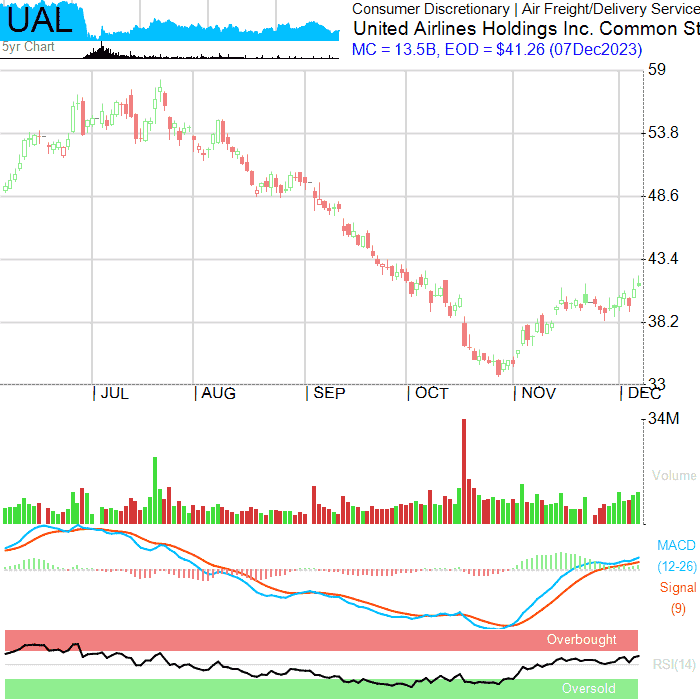 UAL
5yr Chart
Consumer Discretionary | Air Freight/Delivery Service
United Airlines Holdings Inc. Common St
MC = 13.5B, EOD = $41.26 (07Dec2023)
59
53.8
48.6
43.4
38.2
33
JUL AUG SEP OCT NOV DEC
34M
Volume
MACD
(12-26)
Signal
(9)
Overbought
RSI(14)
Oversold